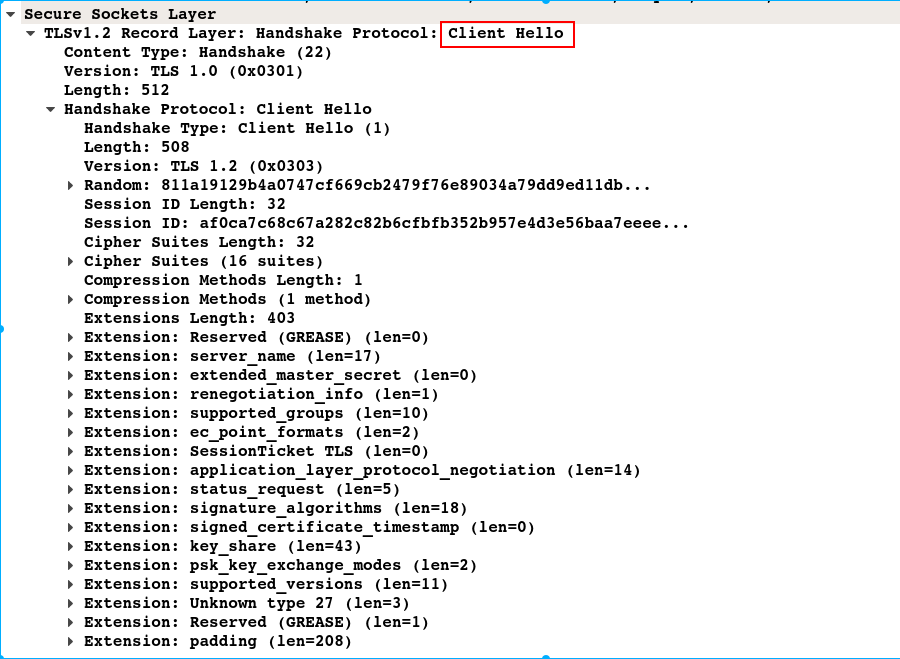 Secure Sockets Layer
TLSv1.2 Record Layer: Handshake Protocol: Client Hello
Content Type: Handshake (22)
Version: TLS 1.0 (0x0301)
Length: 512
Handshake Protocol: Client Hello
Handshake Type: Client Hello (1)
Length: 508
Version: TLS 1.2 (0x0303)
Random: 811a19129b4a0747cf669cb2479f76e89034a79dd9ed11db...
Session ID Length: 32
Session ID: af0ca7c68c67a282c82b6cfbfb352b957e4d3e56baa7eeee...
Cipher Suites Length: 32
Cipher Suites (16 suites)
Compression Methods Length: 1
Compression Methods (1 method)
Extensions Length: 403
Extension: Reserved (GREASE) (len=0)
Extension: server_name (len=17)
Extension: extended_master_secret (len=0)
Extension: renegotiation_info (len=1)
Extension: supported_groups (len=10)
Extension: ec_point_formats (len=2)
Extension: SessionTicket TLS (len=0)
Extension: application_layer_protocol_negotiation (len=14)
Extension: status_request (len=5)
Extension: signature_algorithms (len=18)
Extension: signed_certificate_timestamp (len=0)
Extension: key_share (len=43)
Extension: psk_key_exchange_modes (len=2)
Extension: supported_versions (len=11)
Extension: Unknown type 27 (len=3)
Extension: Reserved (GREASE) (len=1)
Extension: padding (len=208)